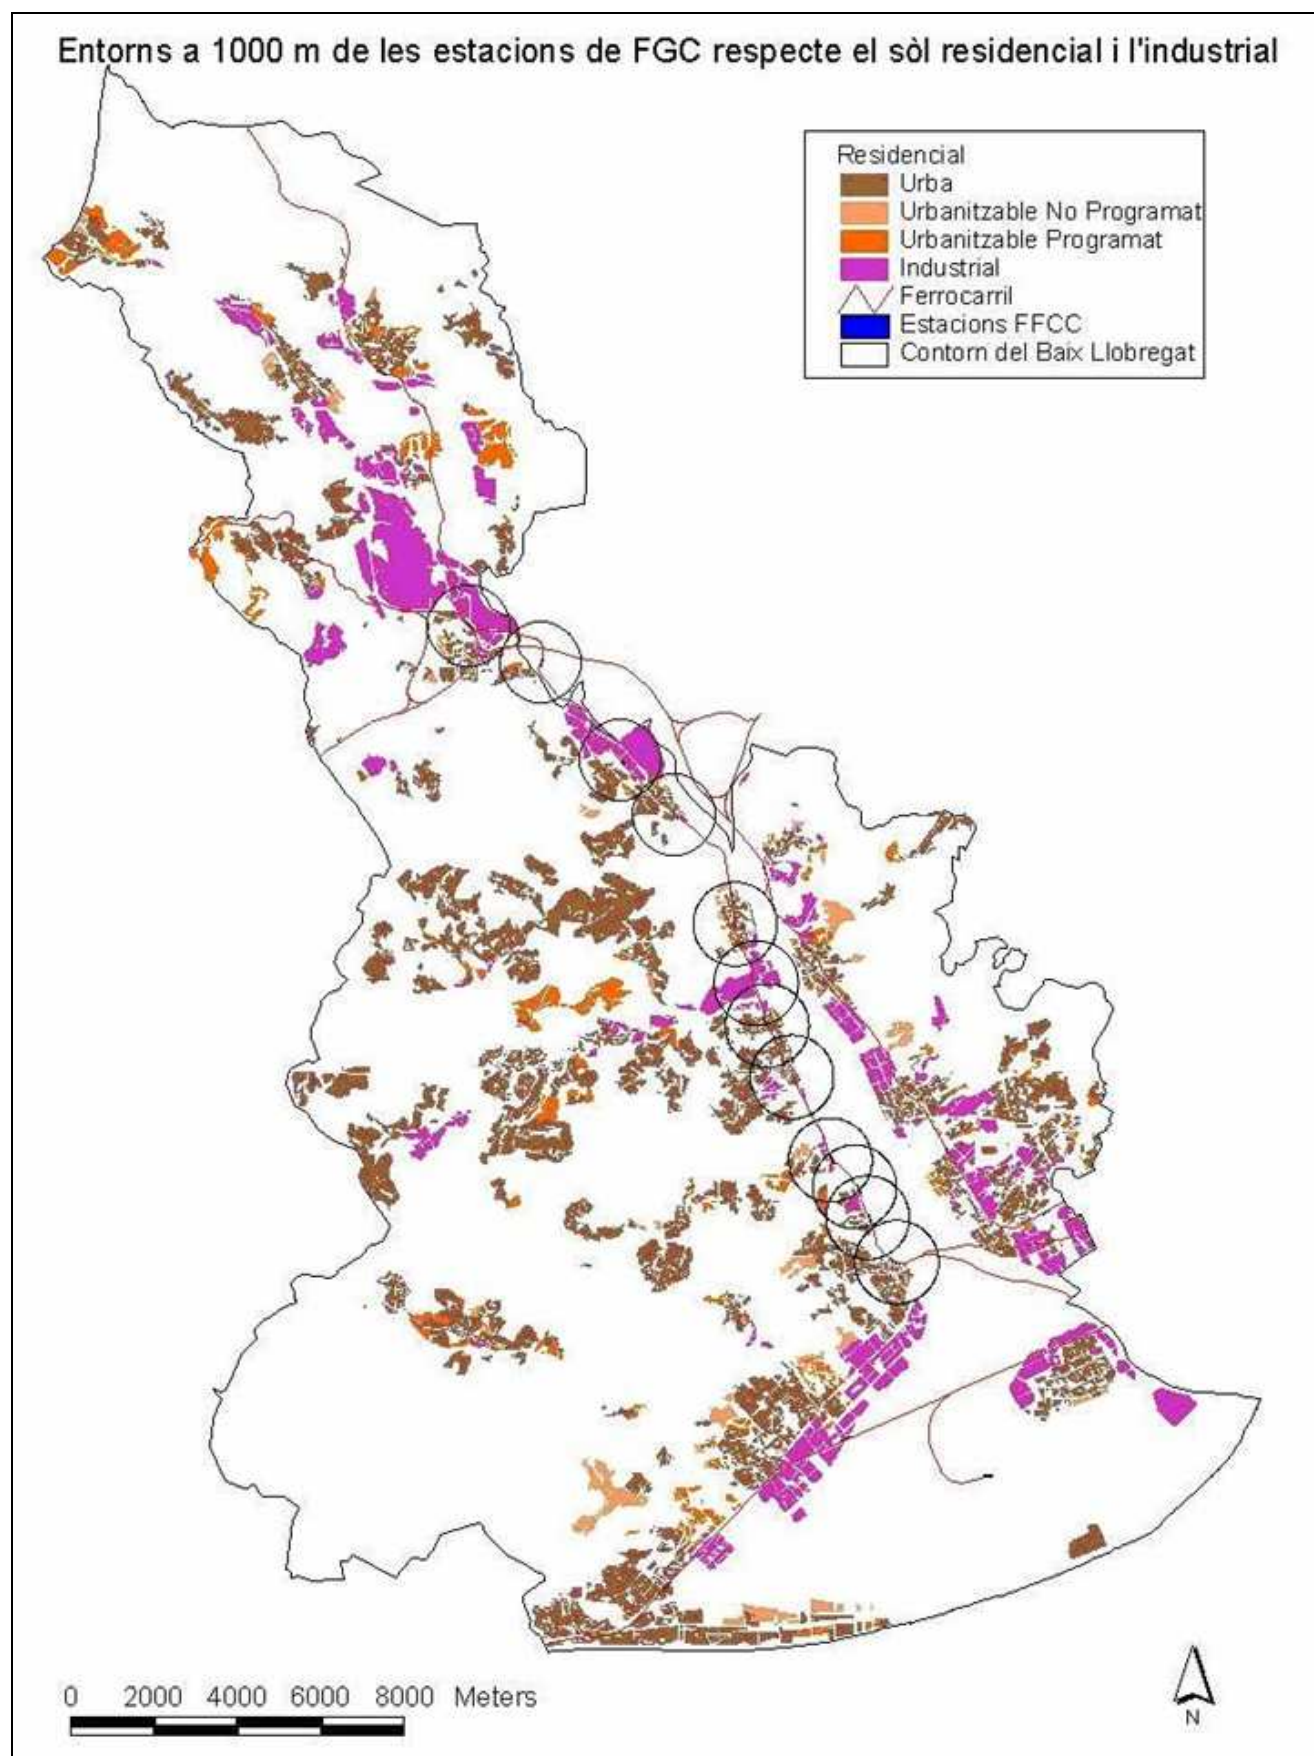 Entorns a 1000 m de les estacions de FGC respecte el sòl residencial i l'industrial
Residencial
Urba
Urbanitzable No Programat
Urbanitzable Programat
Industrial
Ferrocarril
Estacions FFCC
Contorn del Baix Llobregat
0 2000 4000 6000 8000 Meters
N